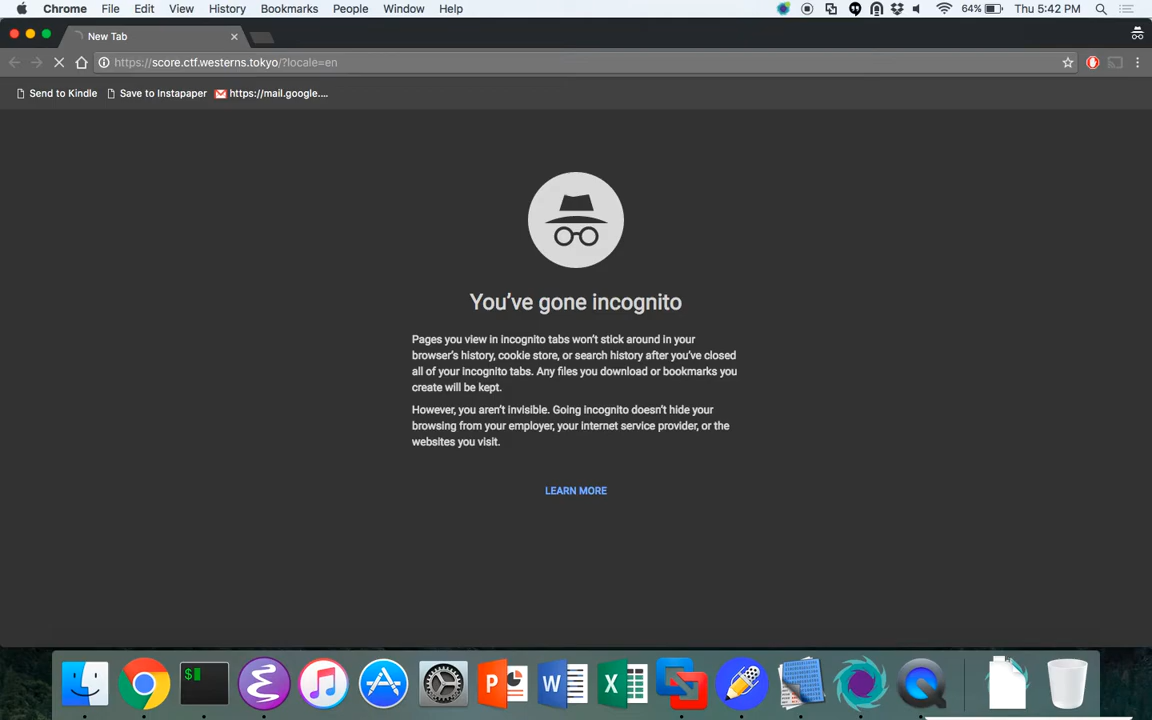 Chrome File Edit View History Bookmarks People Window Help 64% Thu 5:42 PM
New Tab
https://score.ctf.westerns.tokyo/?locale=en
Send to Kindle Save to Instapaper https://mail.google....
You've gone incognito
Pages you view in incognito tabs won't stick around in your
browser's history, cookie store, or search history after you've closed
all of your incognito tabs. Any files you download or bookmarks you
create will be kept.
However, you aren't invisible. Going incognito doesn't hide your
browsing from your employer, your internet service provider, or the
websites you visit.
LEARN MORE
$ P W X